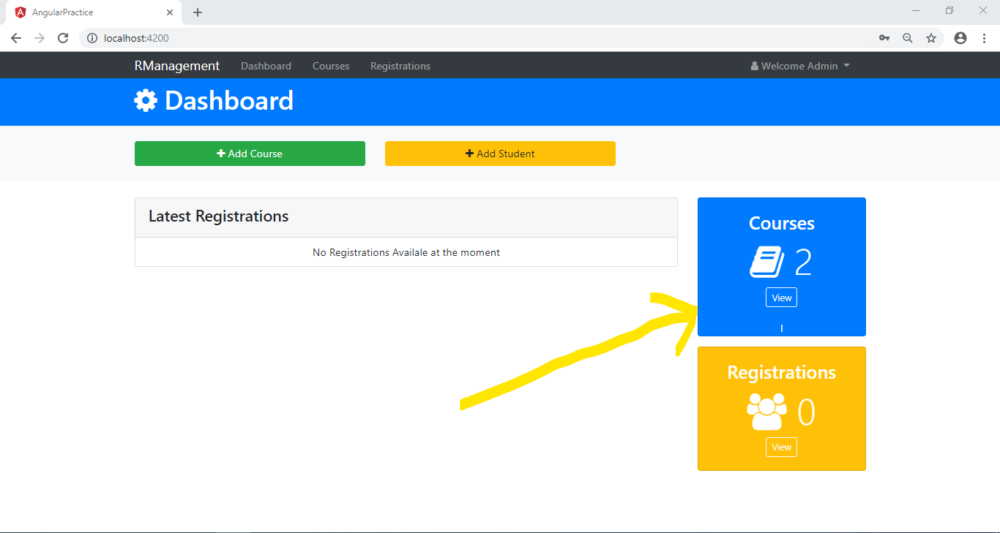 AngularPractice
localhost:4200
RManagement Dashboard Courses Registrations Welcome Admin
Dashboard
Add Course Add Student
Latest Registrations
No Registrations Availale at the moment
Courses
2
View
l
Registrations
0
View